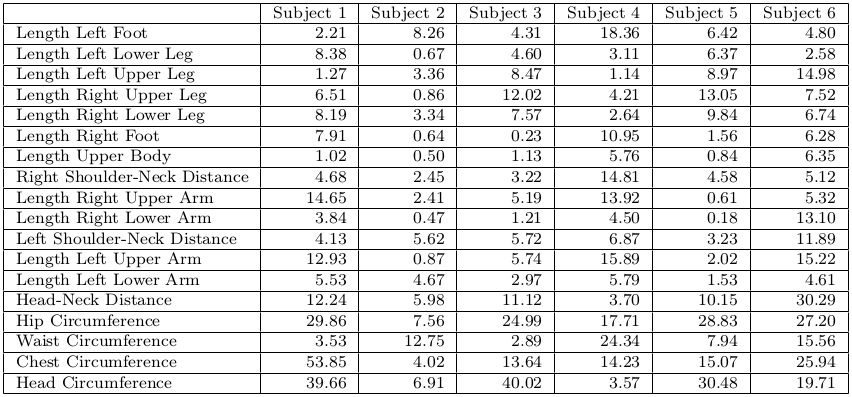 Subject 1 Subject 2 Subject 3 Subject 4 Subject 5 Subject 6
Length Left Foot 2.21 8.26 4.31 18.36 6.42 4.80
Length Left Lower Leg 8.38 0.67 4.60 3.11 6.37 2.58
Length Left Upper Leg 1.27 3.36 8.47 1.14 8.97 14.98
Length Right Upper Leg 6.51 0.86 12.02 4.21 13.05 7.52
Length Right Lower Leg 8.19 3.34 7.57 2.64 9.84 6.74
Length Right Foot 7.91 0.64 0.23 10.95 1.56 6.28
Length Upper Body 1.02 0.50 1.13 5.76 0.84 6.35
Right Shoulder-Neck Distance 4.68 2.45 3.22 14.81 4.58 5.12
Length Right Upper Arm 14.65 2.41 5.19 13.92 0.61 5.32
Length Right Lower Arm 3.84 0.47 1.21 4.50 0.18 13.10
Left Shoulder-Neck Distance 4.13 5.62 5.72 6.87 3.23 11.89
Length Left Upper Arm 12.93 0.87 5.74 15.89 2.02 15.22
Length Left Lower Arm 5.53 4.67 2.97 5.79 1.53 4.61
Head-Neck Distance 12.24 5.98 11.12 3.70 10.15 30.29
Hip Circumference 29.86 7.56 24.99 17.71 28.83 27.20
Waist Circumference 3.53 12.75 2.89 24.34 7.94 15.56
Chest Circumference 53.85 4.02 13.64 14.23 15.07 25.94
Head Circumference 39.66 6.91 40.02 3.57 30.48 19.71